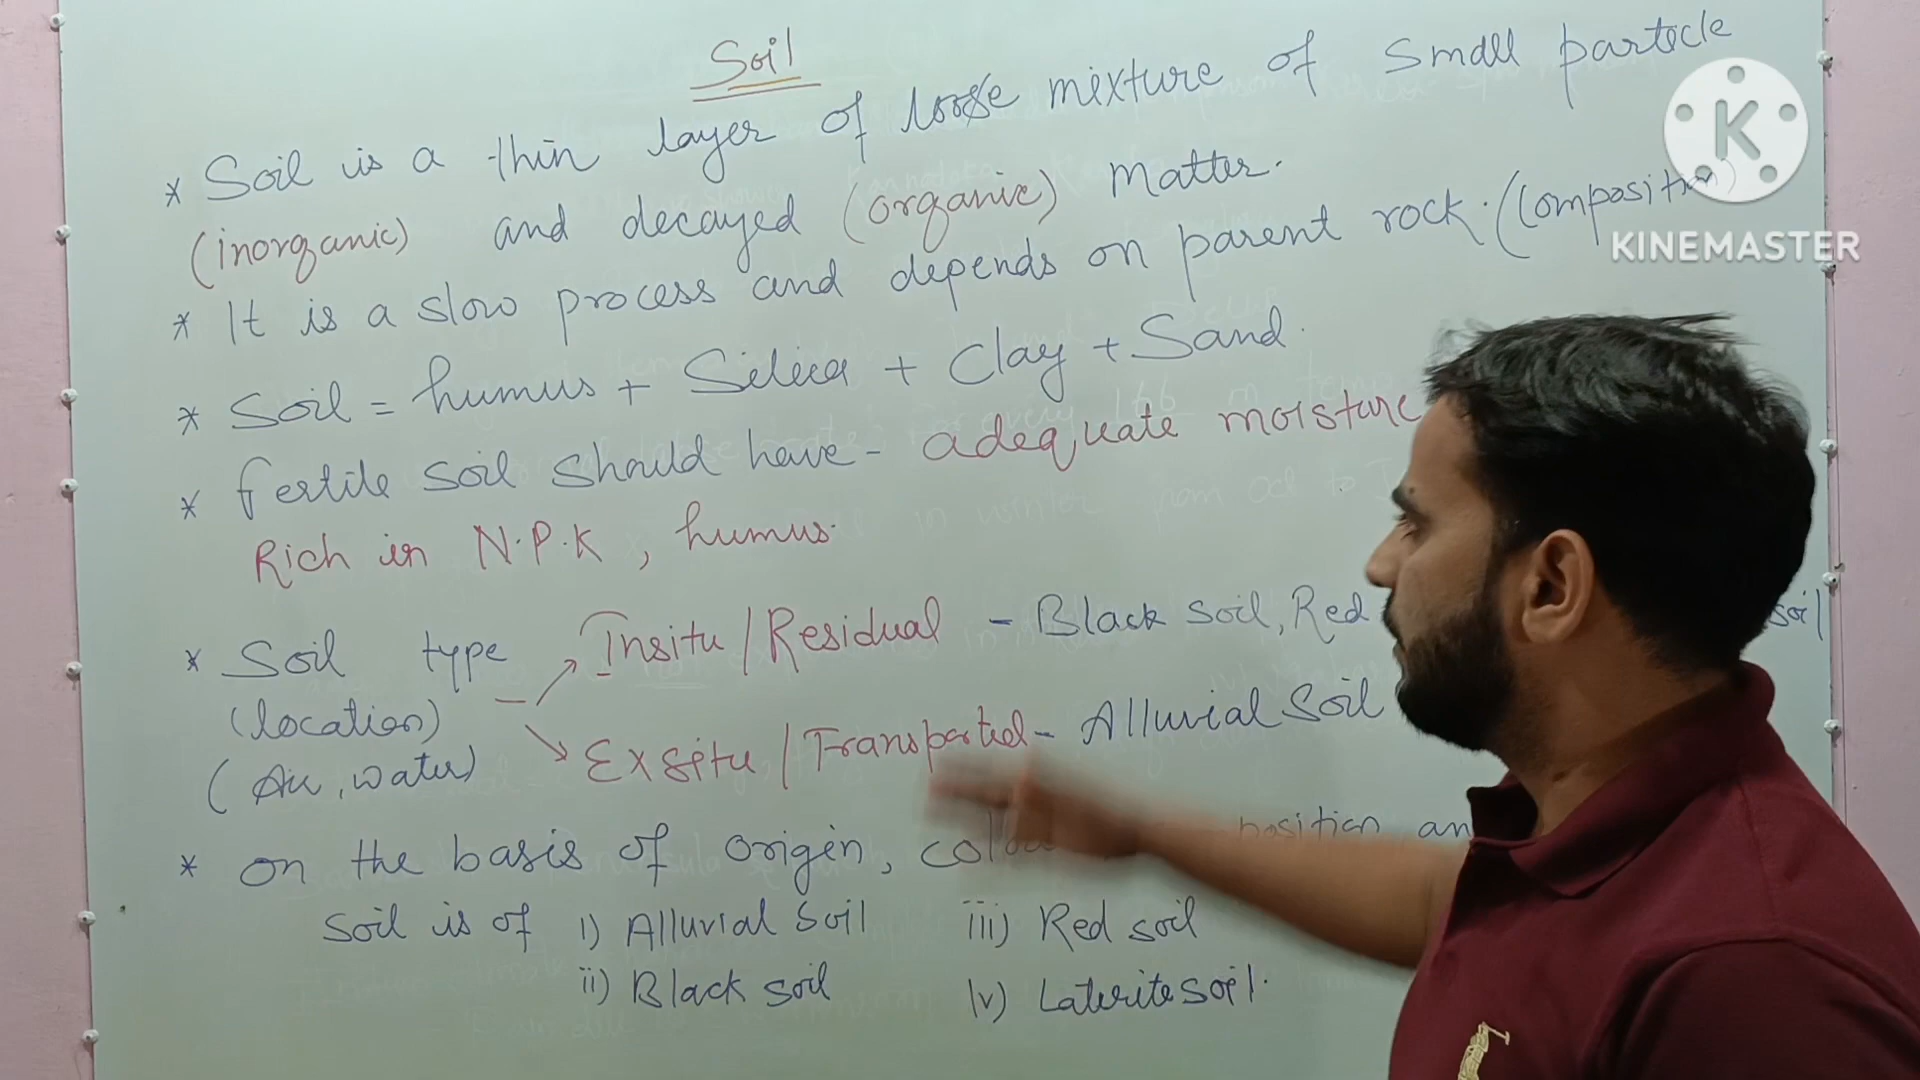 Soil
* Soil is a thin layer of loose mixture of small particle
(inorganic) and decayed (organic) Matter.
* It is a slow process and depends on parent rock. (Composition)
* Soil = humus + Silica + Clay + Sand.
* fertile soil should have - adequate moisture
Rich in N.P.K, humus.
* Soil type Insitu / Residual - Black soil, Red soil
(location)
Exsitu / Transported - Alluvial Soil
(Air, water)
* on the basis of origin, position an
Soil is of i) Alluvial Soil iii) Red soil
ii) Black soil iv) Laterite soil.
K
KINEMASTER